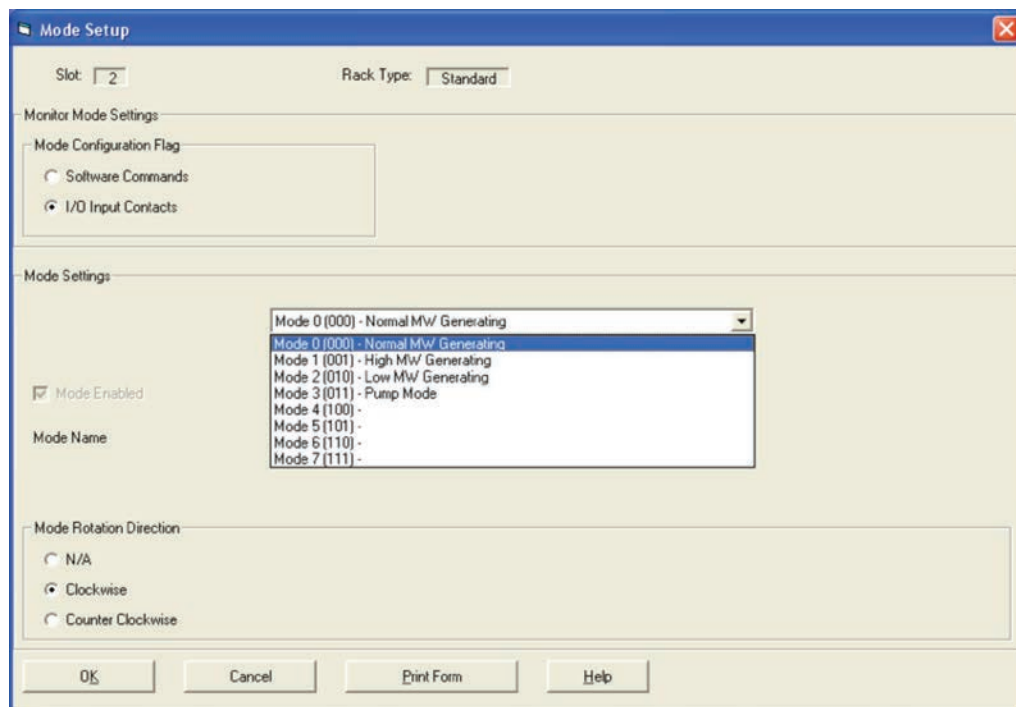 Mode Setup
Slot: 2 Rack Type: Standard
Monitor Mode Settings
Mode Configuration Flag
Software Commands
I/O Input Contacts
Mode Settings
Mode 0 (000) - Normal MW Generating
Mode 0 (000) - Normal MW Generating
Mode 1 (001) - High MW Generating
Mode 2 (010) - Low MW Generating
Mode 3 (011) - Pump Mode
Mode 4 (100) -
Mode 5 (101) -
Mode 6 (110) -
Mode 7 (111) -
Mode Enabled
Mode Name
Mode Rotation Direction
N/A
Clockwise
Counter Clockwise
OK Cancel Print Form Help